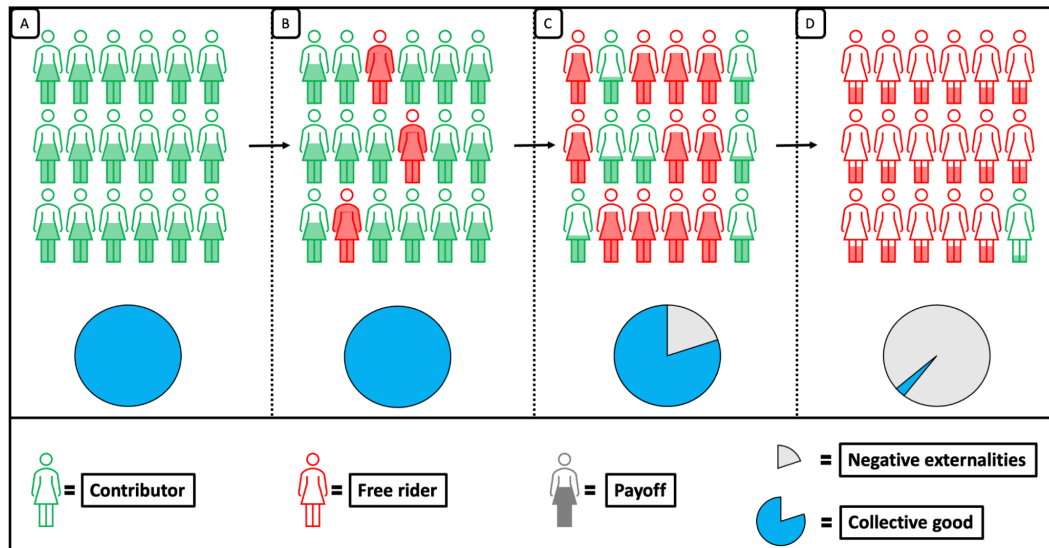 A
B
C
D
= Contributor
= Free rider
= Payoff
= Negative externalities
= Collective good